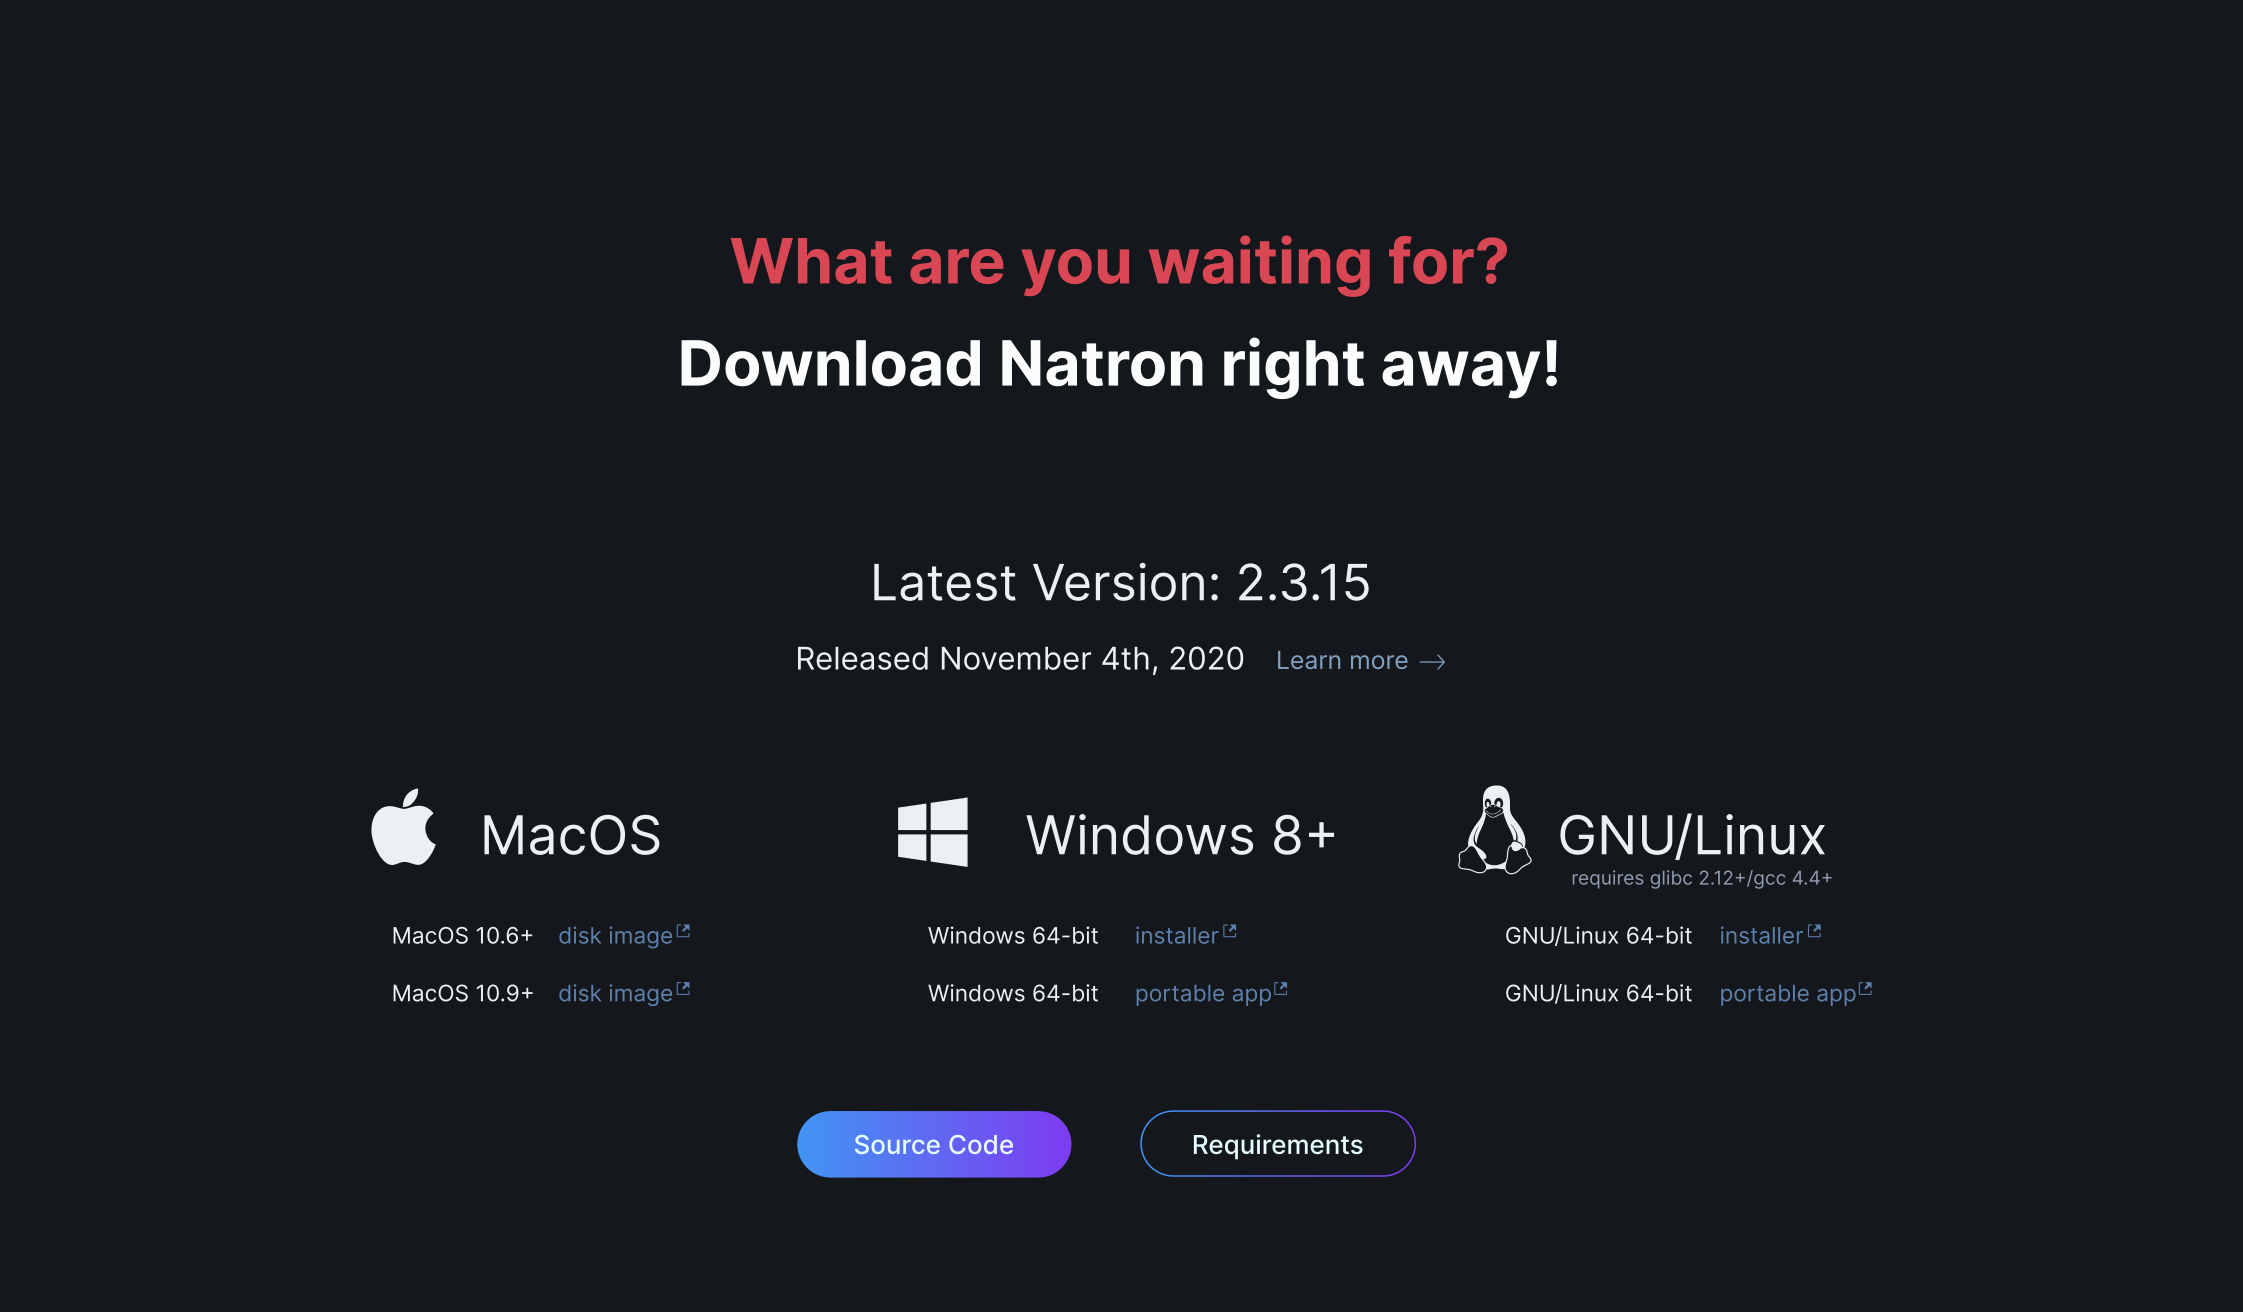 What are you waiting for?
Download Natron right away!
Latest Version: 2.3.15
Released November 4th, 2020 Learn more →
MacOS
Windows 8+
GNU/Linux
requires glibc 2.12+/gcc 4.4+
MacOS 10.6+ disk image
MacOS 10.9+ disk image
Windows 64-bit installer
Windows 64-bit portable app
GNU/Linux 64-bit installer
GNU/Linux 64-bit portable app
Source Code
Requirements